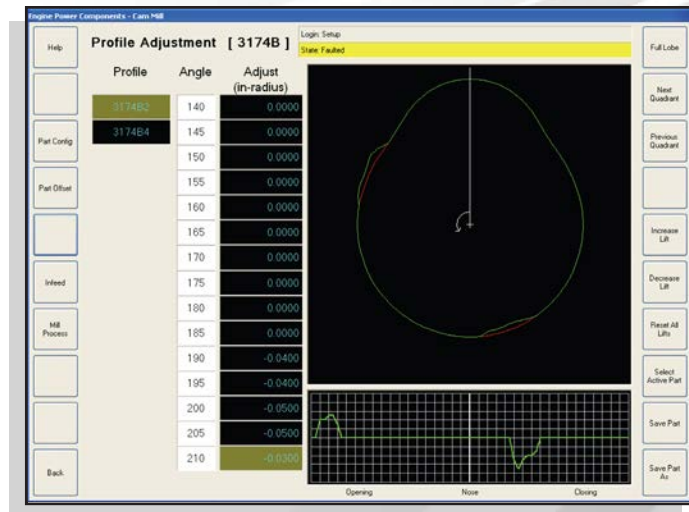 Engine Power Components - Cam Mill
Help
Profile Adjustment [ 3174B ]
Login: Setup
State: Faulted
Full Lobe
Profile Angle Adjust
(in-radius)
3174B2 140 0.0000
3174B4 145 0.0000
150 0.0000
155 0.0000
160 0.0000
165 0.0000
170 0.0000
175 0.0000
180 0.0000
185 0.0000
190 -0.0400
195 -0.0400
200 -0.0500
205 -0.0500
210 -0.0300
Part Config
Part Offset
Infeed
Mill
Process
Back
Next
Quadrant
Previous
Quadrant
Increase
Lift
Decrease
Lift
Reset All
Lifts
Select
Active Part
Save Part
Save Part
As
Opening Nose Closing